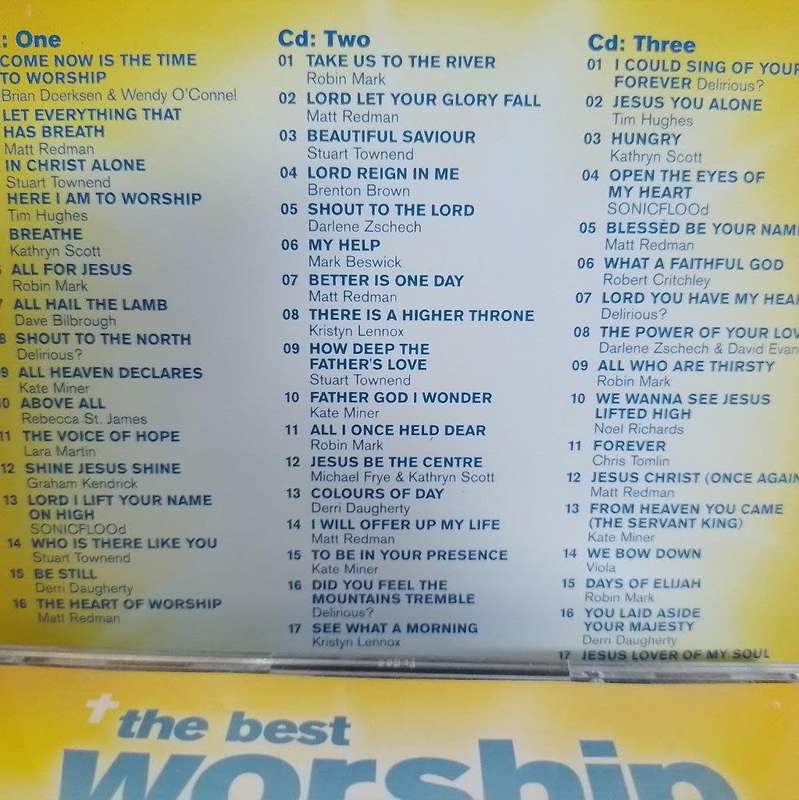 : One
COME NOW IS THE TIME
TO WORSHIP
Brian Doerksen & Wendy O'Connel
LET EVERYTHING THAT
HAS BREATH
Matt Redman
IN CHRIST ALONE
Stuart Townend
HERE I AM TO WORSHIP
Tim Hughes
BREATHE
Kathryn Scott
ALL FOR JESUS
Robin Mark
ALL HAIL THE LAMB
Dave Bilbrough
8 SHOUT TO THE NORTH
Delirious?
09 ALL HEAVEN DECLARES
Kate Miner
10 ABOVE ALL
Rebecca St. James
11 THE VOICE OF HOPE
Lara Martin
12 SHINE JESUS SHINE
Graham Kendrick
13 LORD I LIFT YOUR NAME
ON HIGH
SONICFLOOd
14 WHO IS THERE LIKE YOU
Stuart Townend
15 BE STILL
Derri Daugherty
16 THE HEART OF WORSHIP
Matt Redman
Cd: Two
01 TAKE US TO THE RIVER
Robin Mark
02 LORD LET YOUR GLORY FALL
Matt Redman
03 BEAUTIFUL SAVIOUR
Stuart Townend
04 LORD REIGN IN ME
Brenton Brown
05 SHOUT TO THE LORD
Darlene Zschech
06 MY HELP
Mark Beswick
07 BETTER IS ONE DAY
Matt Redman
08 THERE IS A HIGHER THRONE
Kristyn Lennox
09 HOW DEEP THE
FATHER'S LOVE
Stuart Townend
10 FATHER GOD I WONDER
Kate Miner
11 ALL I ONCE HELD DEAR
Robin Mark
12 JESUS BE THE CENTRE
Michael Frye & Kathryn Scott
13 COLOURS OF DAY
Derri Daugherty
14 I WILL OFFER UP MY LIFE
Matt Redman
15 TO BE IN YOUR PRESENCE
Kate Miner
16 DID YOU FEEL THE
MOUNTAINS TREMBLE
Delirious?
17 SEE WHAT A MORNING
Kristyn Lennox
Cd: Three
01 I COULD SING OF YOUR
FOREVER Delirious?
02 JESUS YOU ALONE
Tim Hughes
03 HUNGRY
Kathryn Scott
04 OPEN THE EYES OF
MY HEART
SONICFLOOd
05 BLESSED BE YOUR NAM
Matt Redman
06 WHAT A FAITHFUL GOD
Robert Critchley
07 LORD YOU HAVE MY HEA
Delirious?
08 THE POWER OF YOUR LOV
Darlene Zschech & David Evan
09 ALL WHO ARE THIRSTY
Robin Mark
10 WE WANNA SEE JESUS
LIFTED HIGH
Noel Richards
11 FOREVER
Chris Tomlin
12 JESUS CHRIST (ONCE AGAIN
Matt Redman
13 FROM HEAVEN YOU CAME
(THE SERVANT KING)
Kate Miner
14 WE BOW DOWN
Viola
15 DAYS OF ELIJAH
Robin Mark
16 YOU LAID ASIDE
YOUR MAJESTY
Derri Daugherty
17 JESUS LOVER OF MY SOUL
the best
worship